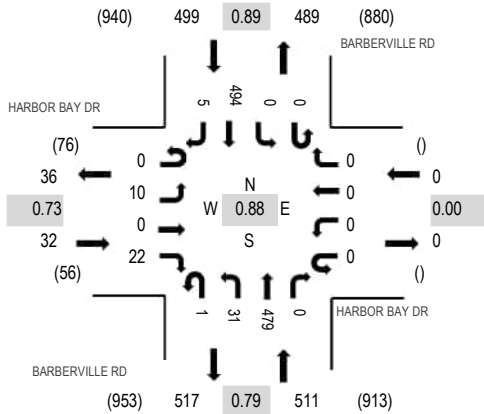 (940) 499 0.89 489 (880)
BARBERVILLE RD
5 494 0 0
HARBOR BAY DR
(76)
36
0.73
32
(56)
0
10
0
22
N
W 0.88 E
S
0
0
0
0
()
0
0.00
0
()
1 31 479 0
HARBOR BAY DR
BARBERVILLE RD
(953) 517 0.79 511 (913)